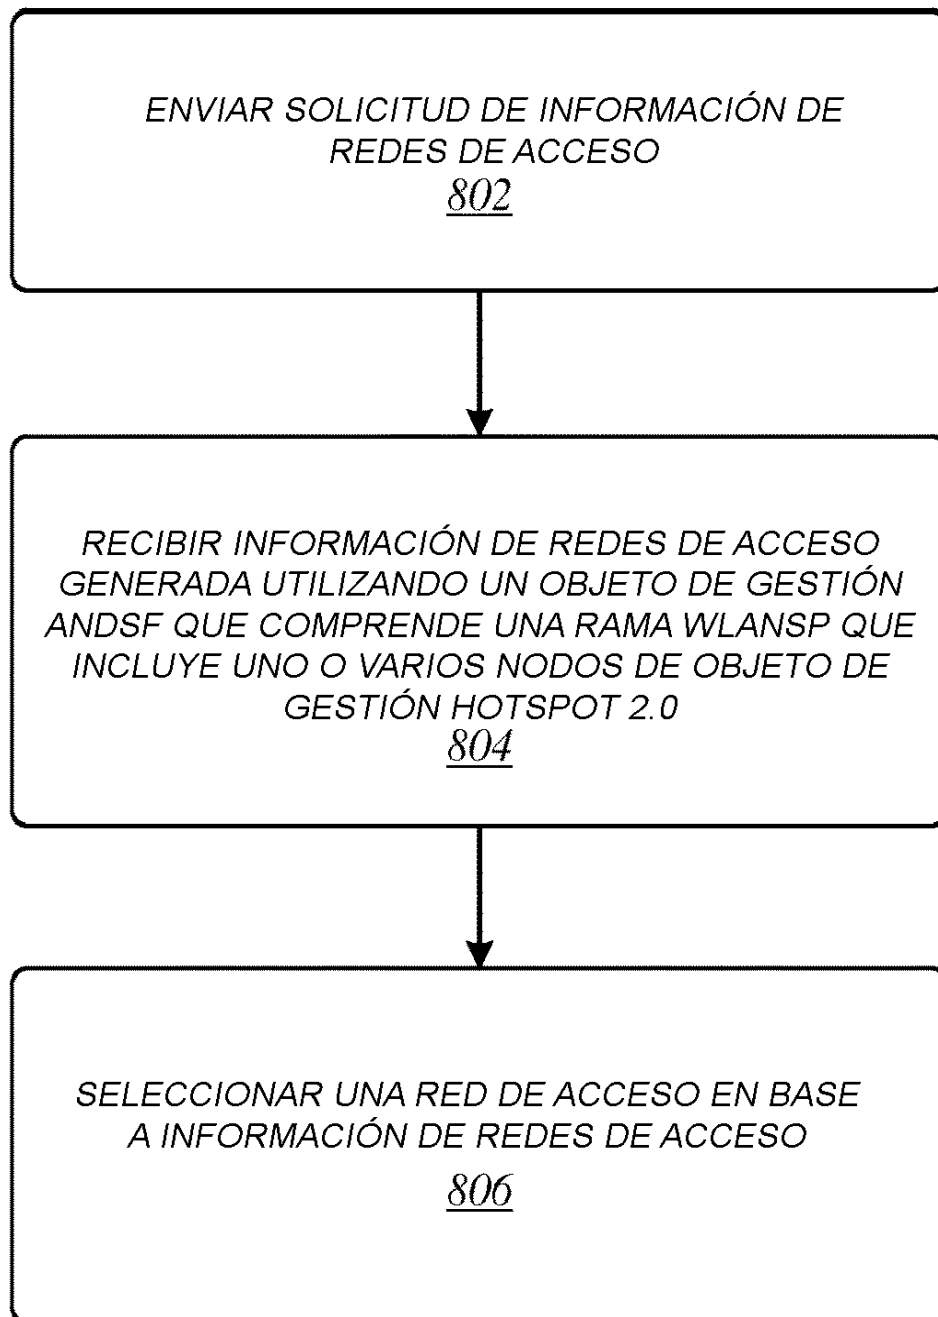 ENVIAR SOLICITUD DE INFORMACIÓN DE
REDES DE ACCESO
802
RECIBIR INFORMACIÓN DE REDES DE ACCESO
GENERADA UTILIZANDO UN OBJETO DE GESTIÓN
ANDSF QUE COMPRENDE UNA RAMA WLANSP QUE
INCLUYE UNO O VARIOS NODOS DE OBJETO DE
GESTIÓN HOTSPOT 2.0
804
SELECCIONAR UNA RED DE ACCESO EN BASE
A INFORMACIÓN DE REDES DE ACCESO
806